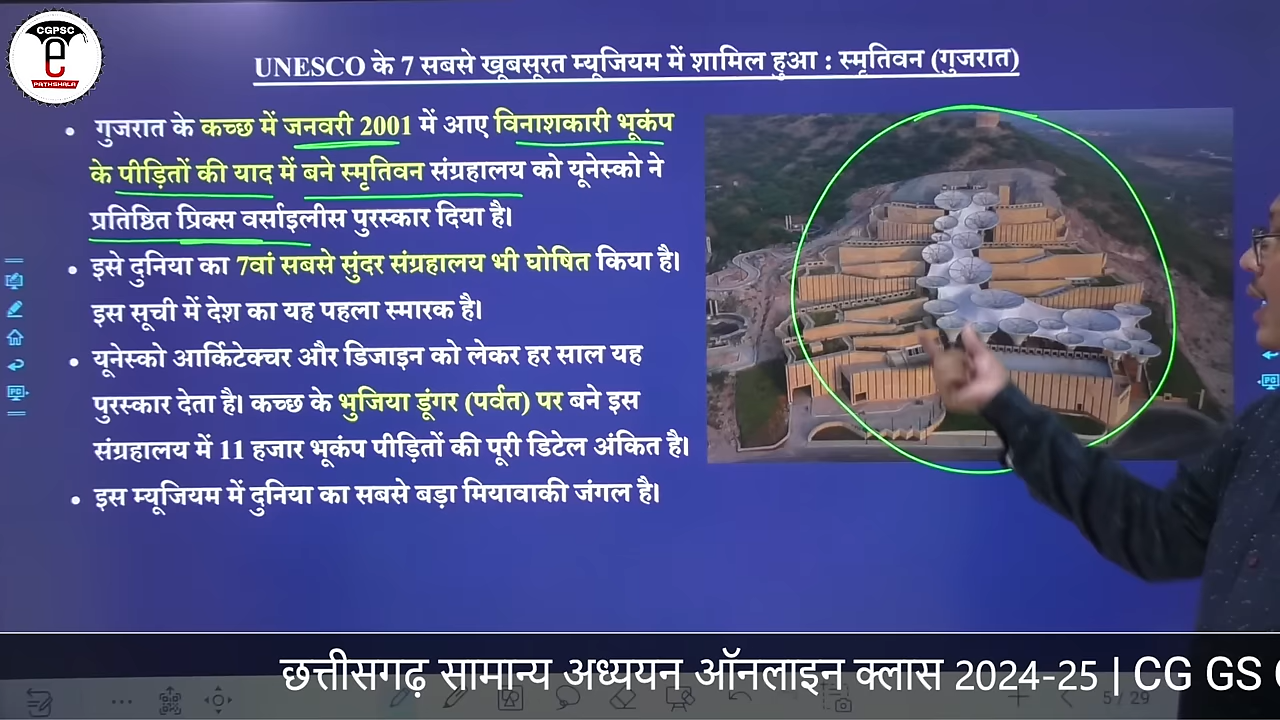 CGPSC
e
PATHSHALA
UNESCO के 7 सबसे खूबसूरत म्यूजियम में शामिल हुआ : स्मृतिवन (गुजरात)
• गुजरात के कच्छ में जनवरी 2001 में आए विनाशकारी भूकंप
के पीड़ितों की याद में बने स्मृतिवन संग्रहालय को यूनेस्को ने
प्रतिष्ठित प्रिक्स वर्साइलीस पुरस्कार दिया है।
• इसे दुनिया का 7वां सबसे सुंदर संग्रहालय भी घोषित किया है।
इस सूची में देश का यह पहला स्मारक है।
• यूनेस्को आर्किटेक्चर और डिजाइन को लेकर हर साल यह
पुरस्कार देता है। कच्छ के भुजिया डूंगर (पर्वत) पर बने इस
संग्रहालय में 11 हजार भूकंप पीड़ितों की पूरी डिटेल अंकित है।
• इस म्यूजियम में दुनिया का सबसे बड़ा मियावाकी जंगल है।
छत्तीसगढ़ सामान्य अध्ययन ऑनलाइन क्लास 2024-25 | CG GS
5 / 29